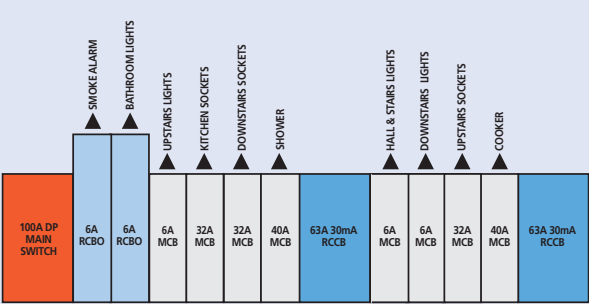 SMOKE ALARM
BATHROOM LIGHTS
UPSTAIRS LIGHTS
KITCHEN SOCKETS
DOWNSTAIRS SOCKETS
SHOWER
HALL & STAIRS LIGHTS
DOWNSTAIRS LIGHTS
UPSTAIRS SOCKETS
COOKER
100A DP
MAIN
SWITCH
6A
RCBO
6A
RCBO
6A
MCB
32A
MCB
32A
MCB
40A
MCB
63A 30mA
RCCB
6A
MCB
6A
MCB
32A
MCB
40A
MCB
63A 30mA
RCCB